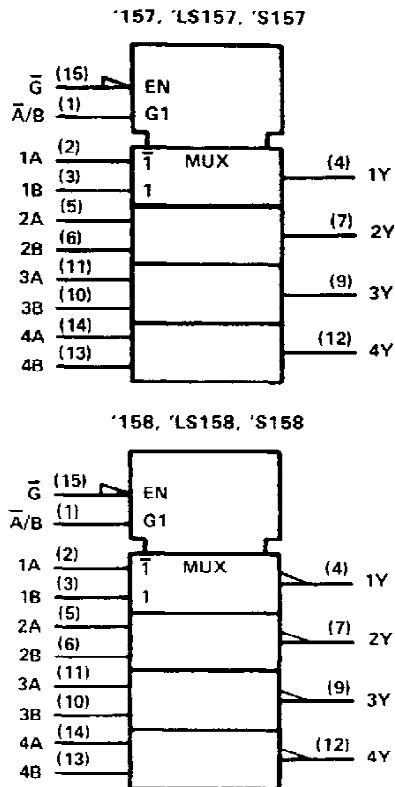 '157, 'LS157, 'S157
G̅ (15) EN
A̅/B (1) G1
1A (2) 1̅ MUX (4) 1Y
1B (3) 1
2A (5)
2B (6) (7) 2Y
3A (11)
3B (10) (9) 3Y
4A (14)
4B (13) (12) 4Y
'158, 'LS158, 'S158
G̅ (15) EN
A̅/B (1) G1
1A (2) 1̅ MUX (4) 1Y
1B (3) 1
2A (5)
2B (6) (7) 2Y
3A (11)
3B (10) (9) 3Y
4A (14)
4B (13) (12) 4Y